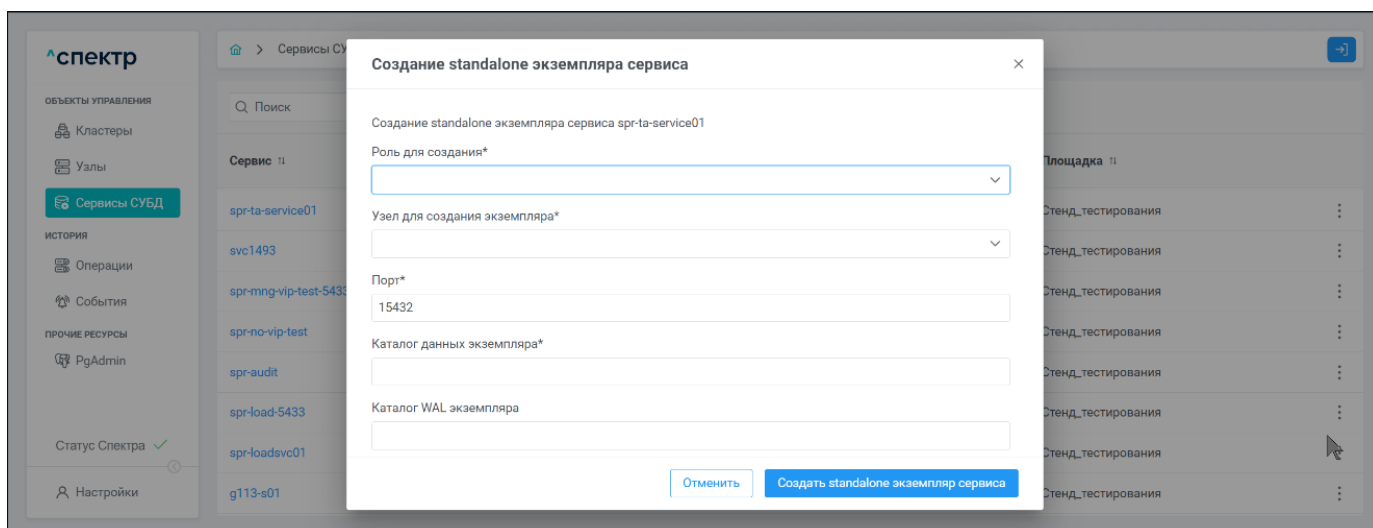 ^спектр
ОБЪЕКТЫ УПРАВЛЕНИЯ
Кластеры
Узлы
Сервисы СУБД
ИСТОРИЯ
Операции
События
ПРОЧИЕ РЕСУРСЫ
PgAdmin
Статус Спектра
Настройки
> Сервисы СУ
Поиск
Сервис
Площадка
spr-ta-service01
Стенд_тестирования
svc1493
Стенд_тестирования
spr-mng-vip-test-5433
Стенд_тестирования
spr-no-vip-test
Стенд_тестирования
spr-audit
Стенд_тестирования
spr-load-5433
Стенд_тестирования
spr-loadsvc01
Стенд_тестирования
g113-s01
Стенд_тестирования
Создание standalone экземпляра сервиса
Создание standalone экземпляра сервиса spr-ta-service01
Роль для создания*
Узел для создания экземпляра*
Порт*
15432
Каталог данных экземпляра*
Каталог WAL экземпляра
Отменить
Создать standalone экземпляр сервиса